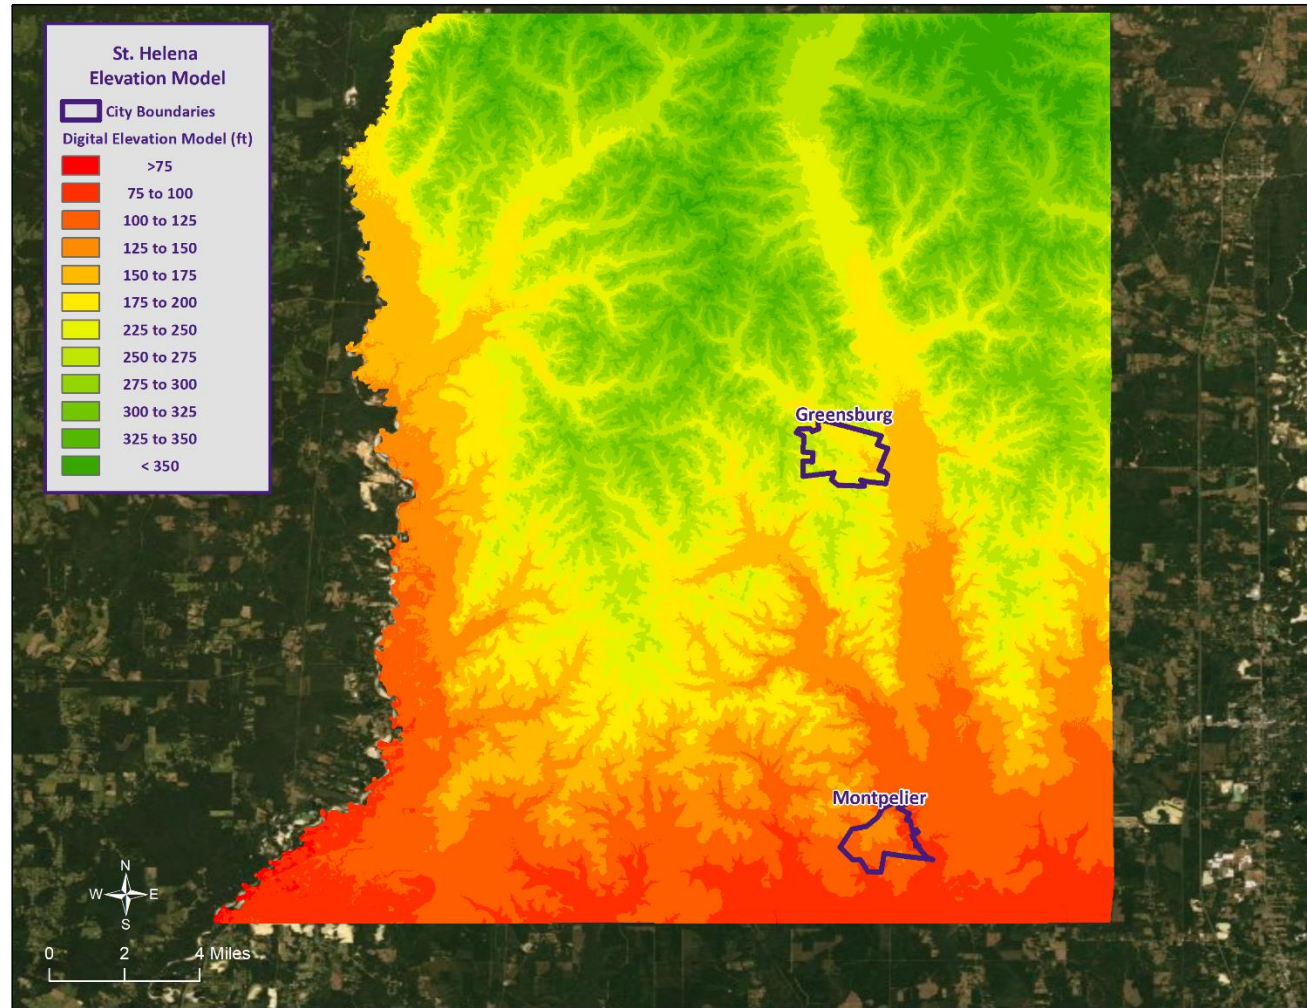 St. Helena
Elevation Model
City Boundaries
Digital Elevation Model (ft)
>75
75 to 100
100 to 125
125 to 150
150 to 175
175 to 200
225 to 250
250 to 275
275 to 300
300 to 325
325 to 350
< 350
Greensburg
Montpelier
N
W E
S
0 2 4 Miles